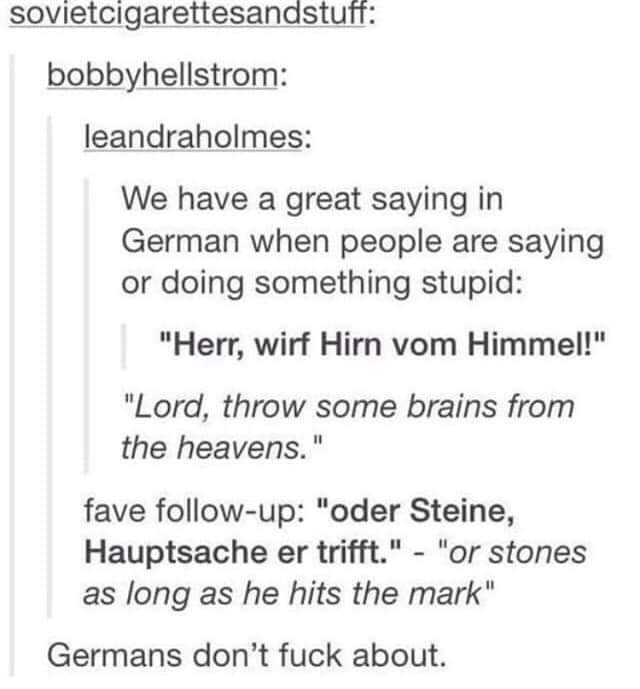 sovietcigarettesandstuff:
bobbyhellstrom:
leandraholmes:
We have a great saying in
German when people are saying
or doing something stupid:
"Herr, wirf Hirn vom Himmel!"
"Lord, throw some brains from
the heavens."
fave follow-up: "oder Steine,
Hauptsache er trifft." - "or stones
as long as he hits the mark"
Germans don’t fuck about.